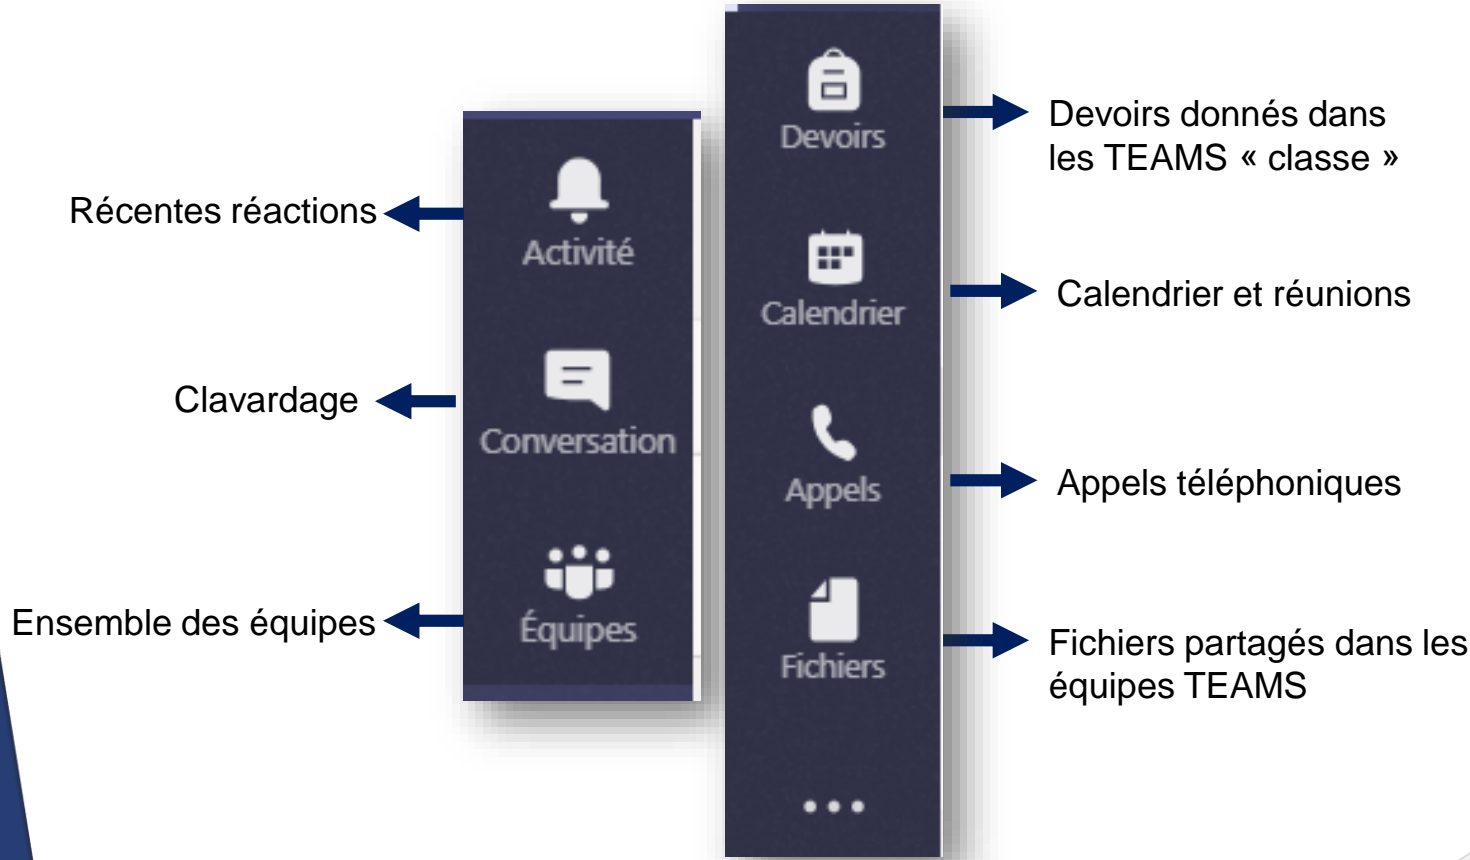 Récentes réactions
Activité
Clavardage
Conversation
Ensemble des équipes
Équipes
Devoirs
Devoirs donnés dans
les TEAMS « classe »
Calendrier
Calendrier et réunions
Appels
Appels téléphoniques
Fichiers
Fichiers partagés dans les
équipes TEAMS